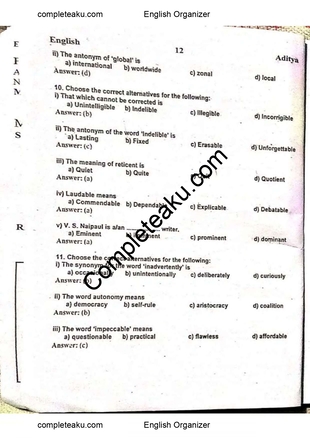 completeaku.com English Organizer
English 12 Aditya
ii) The antonym of 'global' is
a) international b) worldwide c) zonal d) local
Answer: (d)
10. Choose the correct alternatives for the following:
i) That which cannot be corrected is
a) Unintelligible b) Indelible c) Illegible d) Incorrigible
Answer: (b)
ii) The antonym of the word 'Indelible' is
a) Lasting b) Fixed c) Erasable d) Unforgettable
Answer: (c)
iii) The meaning of reticent is
a) Quiet b) Quite d) Quotient
Answer: (a)
iv) Laudable means
a) Commendable b) Dependable c) Explicable d) Debatable
Answer: (a)
v) V. S. Naipaul is a/an ________ writer.
a) Eminent c) prominent d) dominant
Answer: (a)
11. Choose the correct alternatives for the following:
i) The synonym of the word 'inadvertently' is
a) occasionally b) unintentionally c) deliberately d) curiously
Answer: (b)
ii) The word autonomy means
a) democracy b) self-rule c) aristocracy d) coalition
Answer: (b)
iii) The word 'impeccable' means
a) questionable b) practical c) flawless d) affordable
Answer: (c)
Completeaku.com
E
F
A
N
M
M
S
R
completeaku.com English Organizer